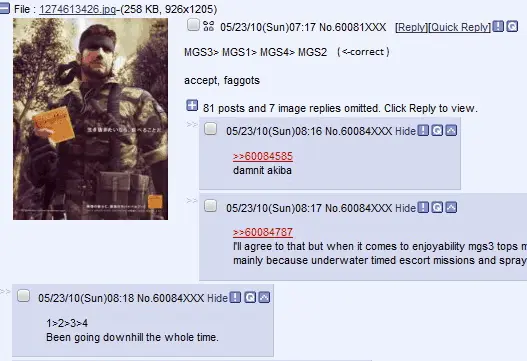 File : 1274613426.jpg-(258 KB, 926x1205)
05/23/10(Sun)07:17 No.60081XXX [Reply][Quick Reply]
MGS3> MGS1> MGS4> MGS2 (<-correct)
accept, faggots
81 posts and 7 image replies omitted. Click Reply to view.
>> 05/23/10(Sun)08:16 No.60084XXX Hide
>>60084585
damnit akiba
>> 05/23/10(Sun)08:17 No.60084XXX Hide
>>60084787
I'll agree to that but when it comes to enjoyability mgs3 tops m
mainly because underwater timed escort missions and spray
>> 05/23/10(Sun)08:18 No.60084XXX Hide
1>2>3>4
Been going downhill the whole time.